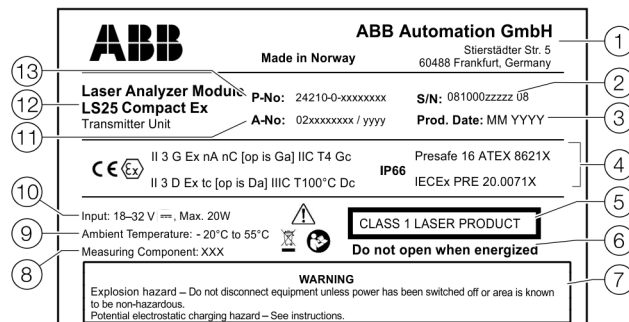 ABB
ABB Automation GmbH
Made in Norway
Stierstädter Str. 5
60488 Frankfurt, Germany
1
13
2
Laser Analyzer Module
P-No: 24210-0-xxxxxxxx
S/N: 081000zzzzz 08
12
LS25 Compact Ex
Transmitter Unit
A-No: 02xxxxxxxx / yyyy
Prod. Date: MM YYYY
3
11
CE Ex
II 3 G Ex nA nC [op is Ga] IIC T4 Gc
II 3 D Ex tc [op is Da] IIIC T100°C Dc
IP66
Presafe 16 ATEX 8621X
IECEx PRE 20.0071X
4
10
Input: 18–32 V ⎓, Max. 20W
CLASS 1 LASER PRODUCT
5
9
Ambient Temperature: - 20°C to 55°C
Do not open when energized
6
8
Measuring Component: XXX
WARNING
7
Explosion hazard – Do not disconnect equipment unless power has been switched off or area is known
to be non-hazardous.
Potential electrostatic charging hazard – See instructions.